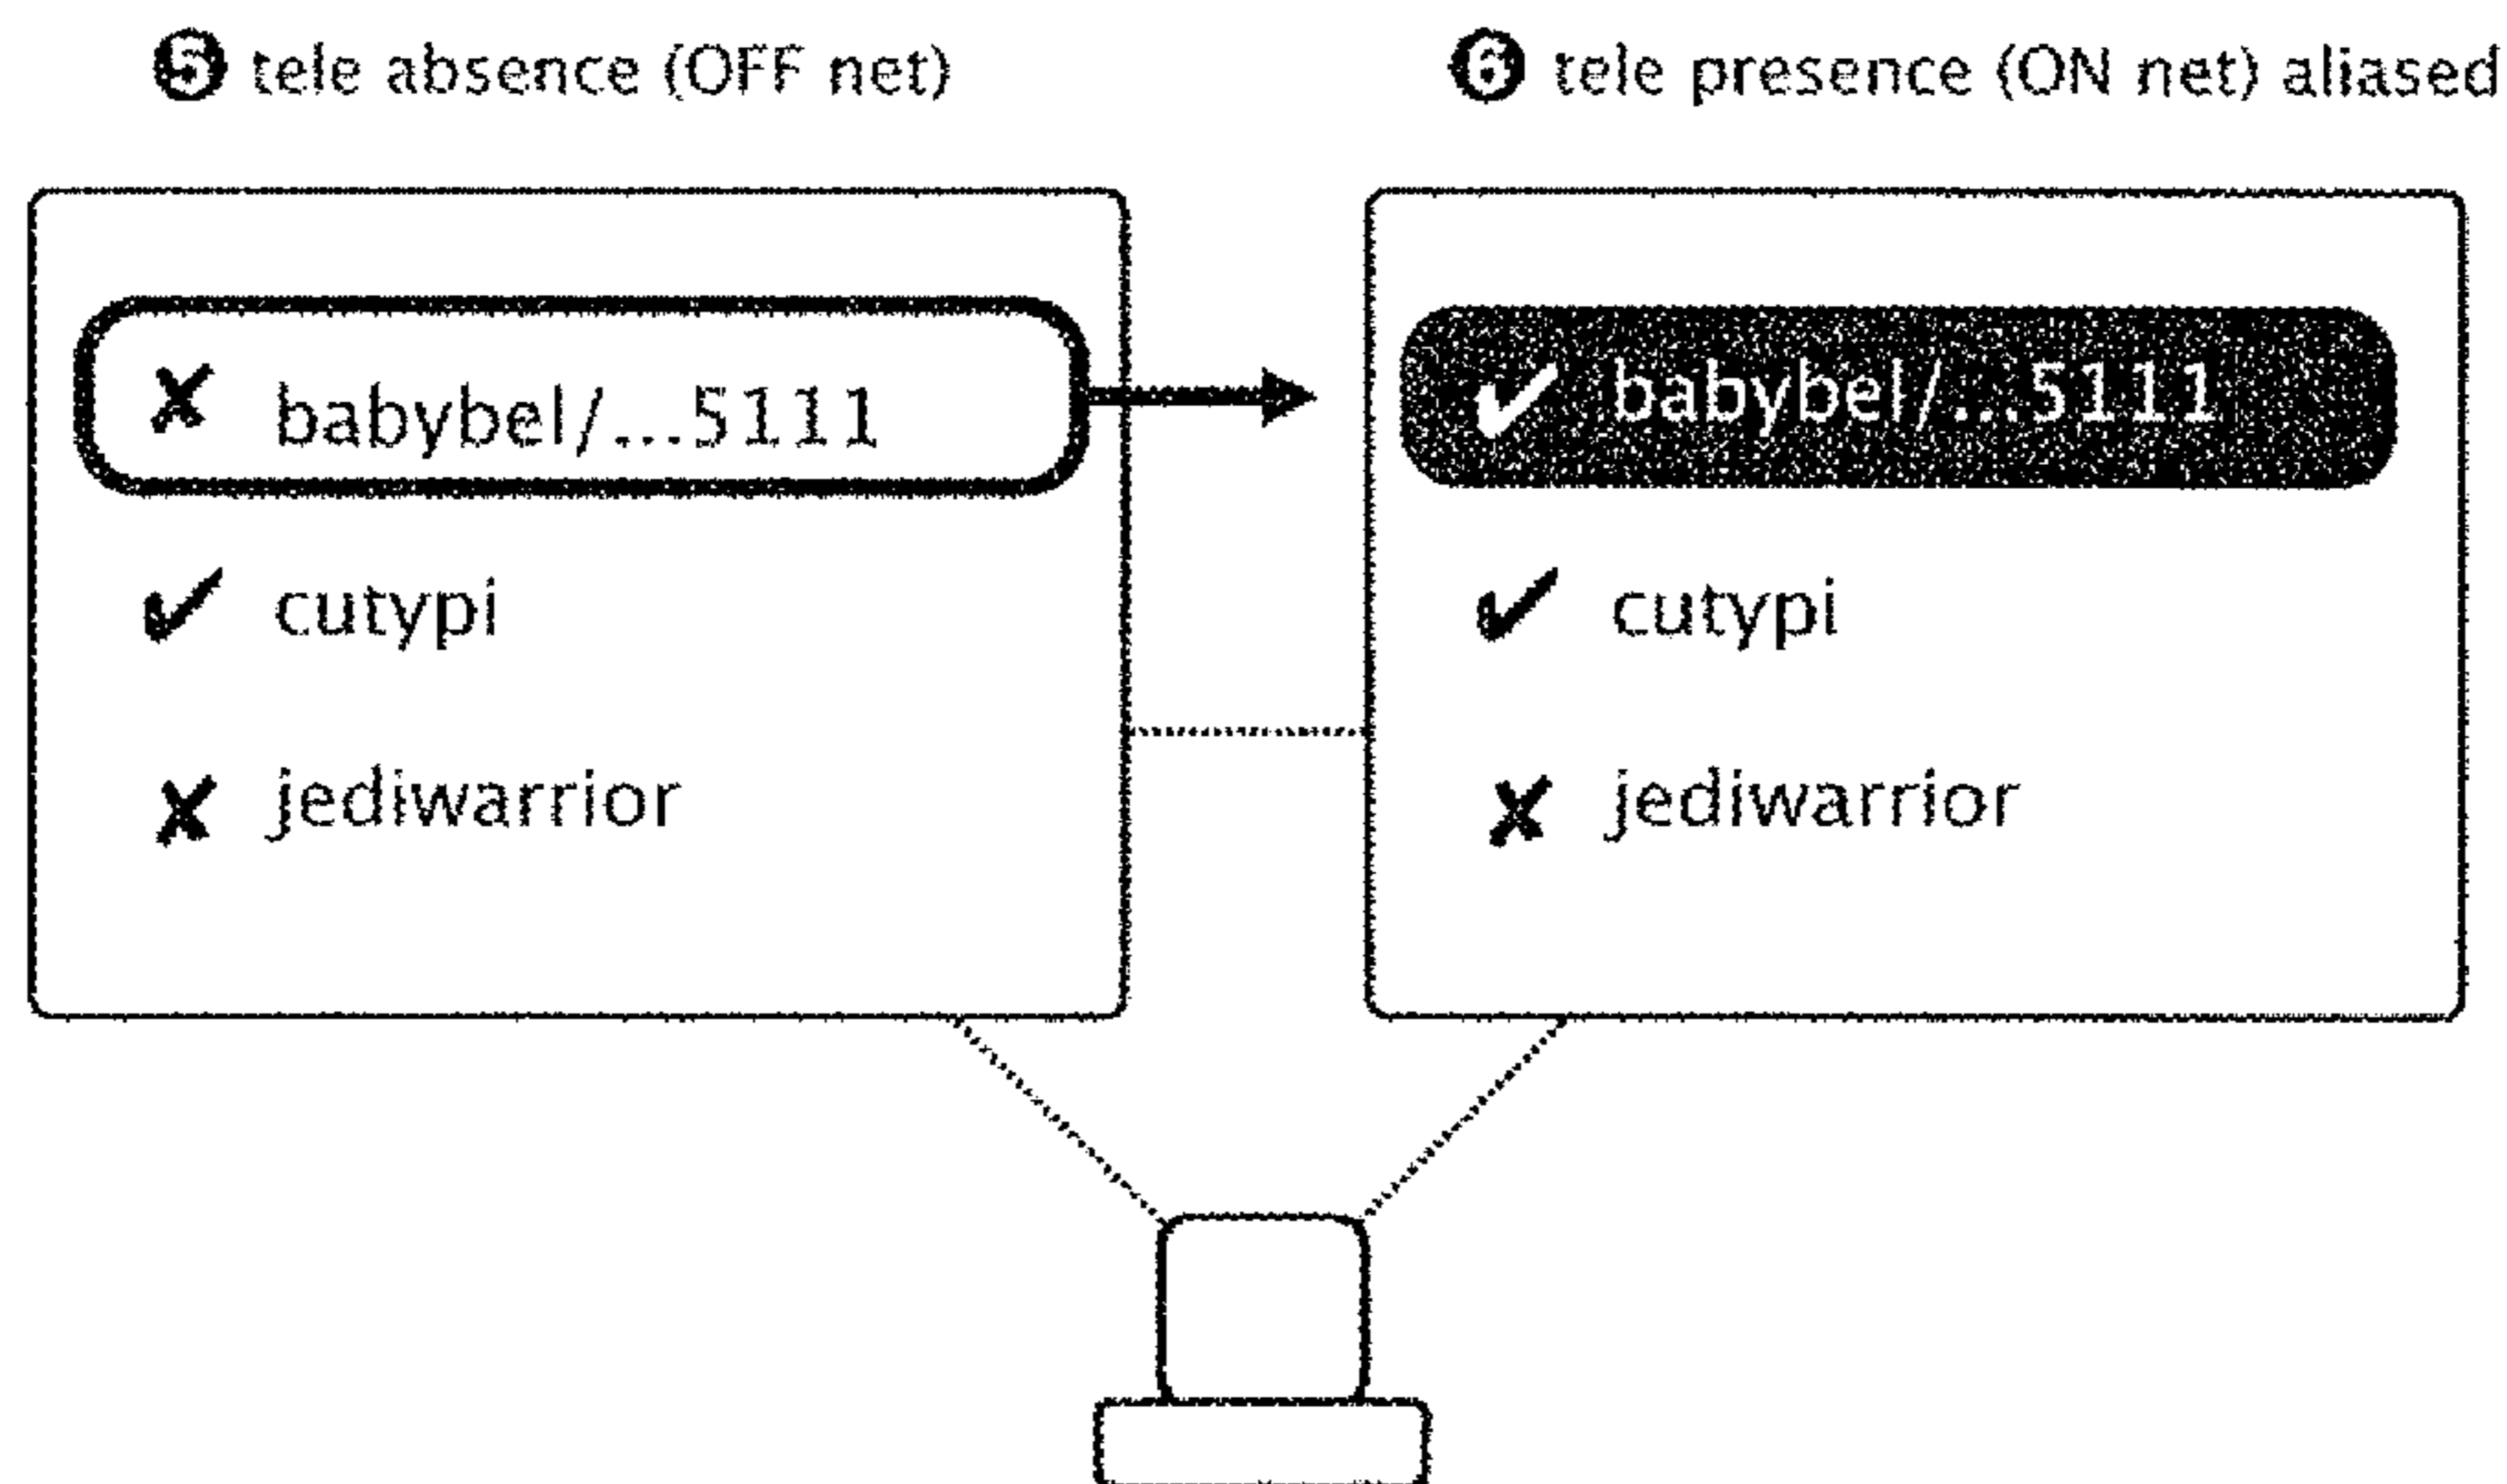 ❺ tele absence (OFF net)
✘ babybel/...5111
✔ cutypi
✘ jediwarrior
❻ tele presence (ON net) aliased
✔ babybel/...5111
✔ cutypi
✘ jediwarrior